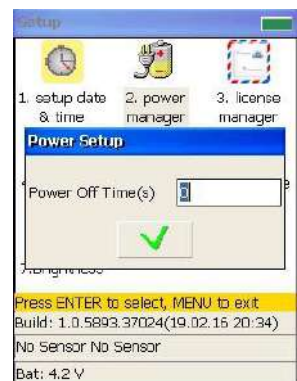 Setup
1. setup date
& time
2. power
manager
3. license
manager
Power Setup
Power Off Time(s) 0
Press ENTER to select, MENU to exit
Build: 1.0.5893.37024(19.02.16 20:34)
No Sensor No Sensor
Bat: 4.2 V